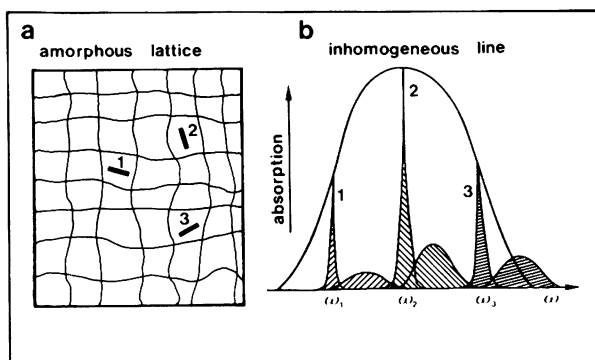 a
amorphous lattice
1
2
3
b
inhomogeneous line
absorption
1
2
3
ω₁ ω₂ ω₃ ω